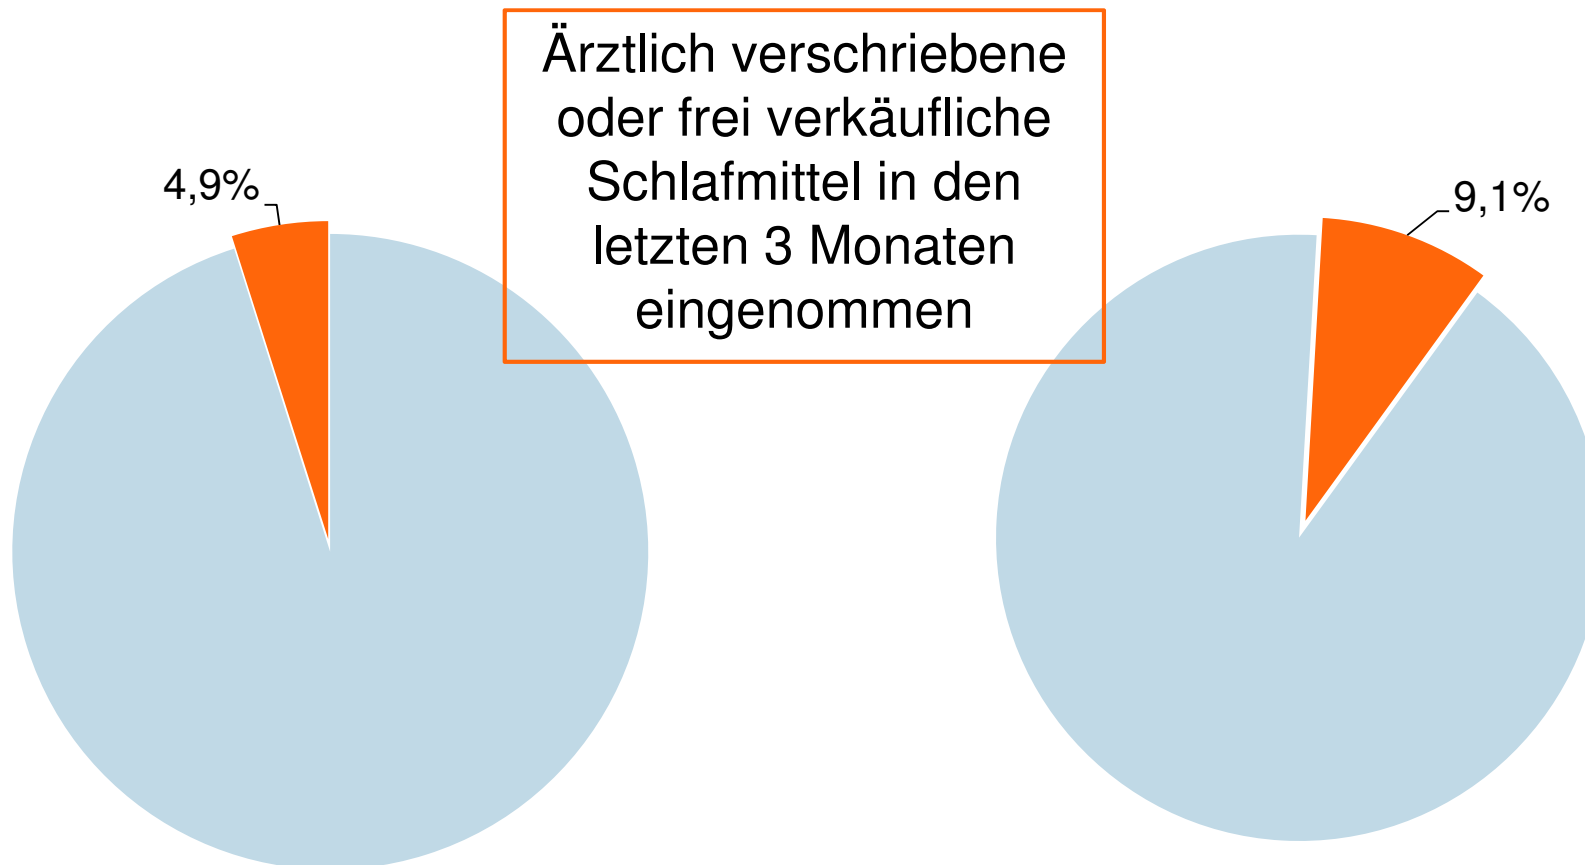 Ärztlich verschriebene
oder frei verkäufliche
Schlafmittel in den
letzten 3 Monaten
eingenommen
4,9%
9,1%